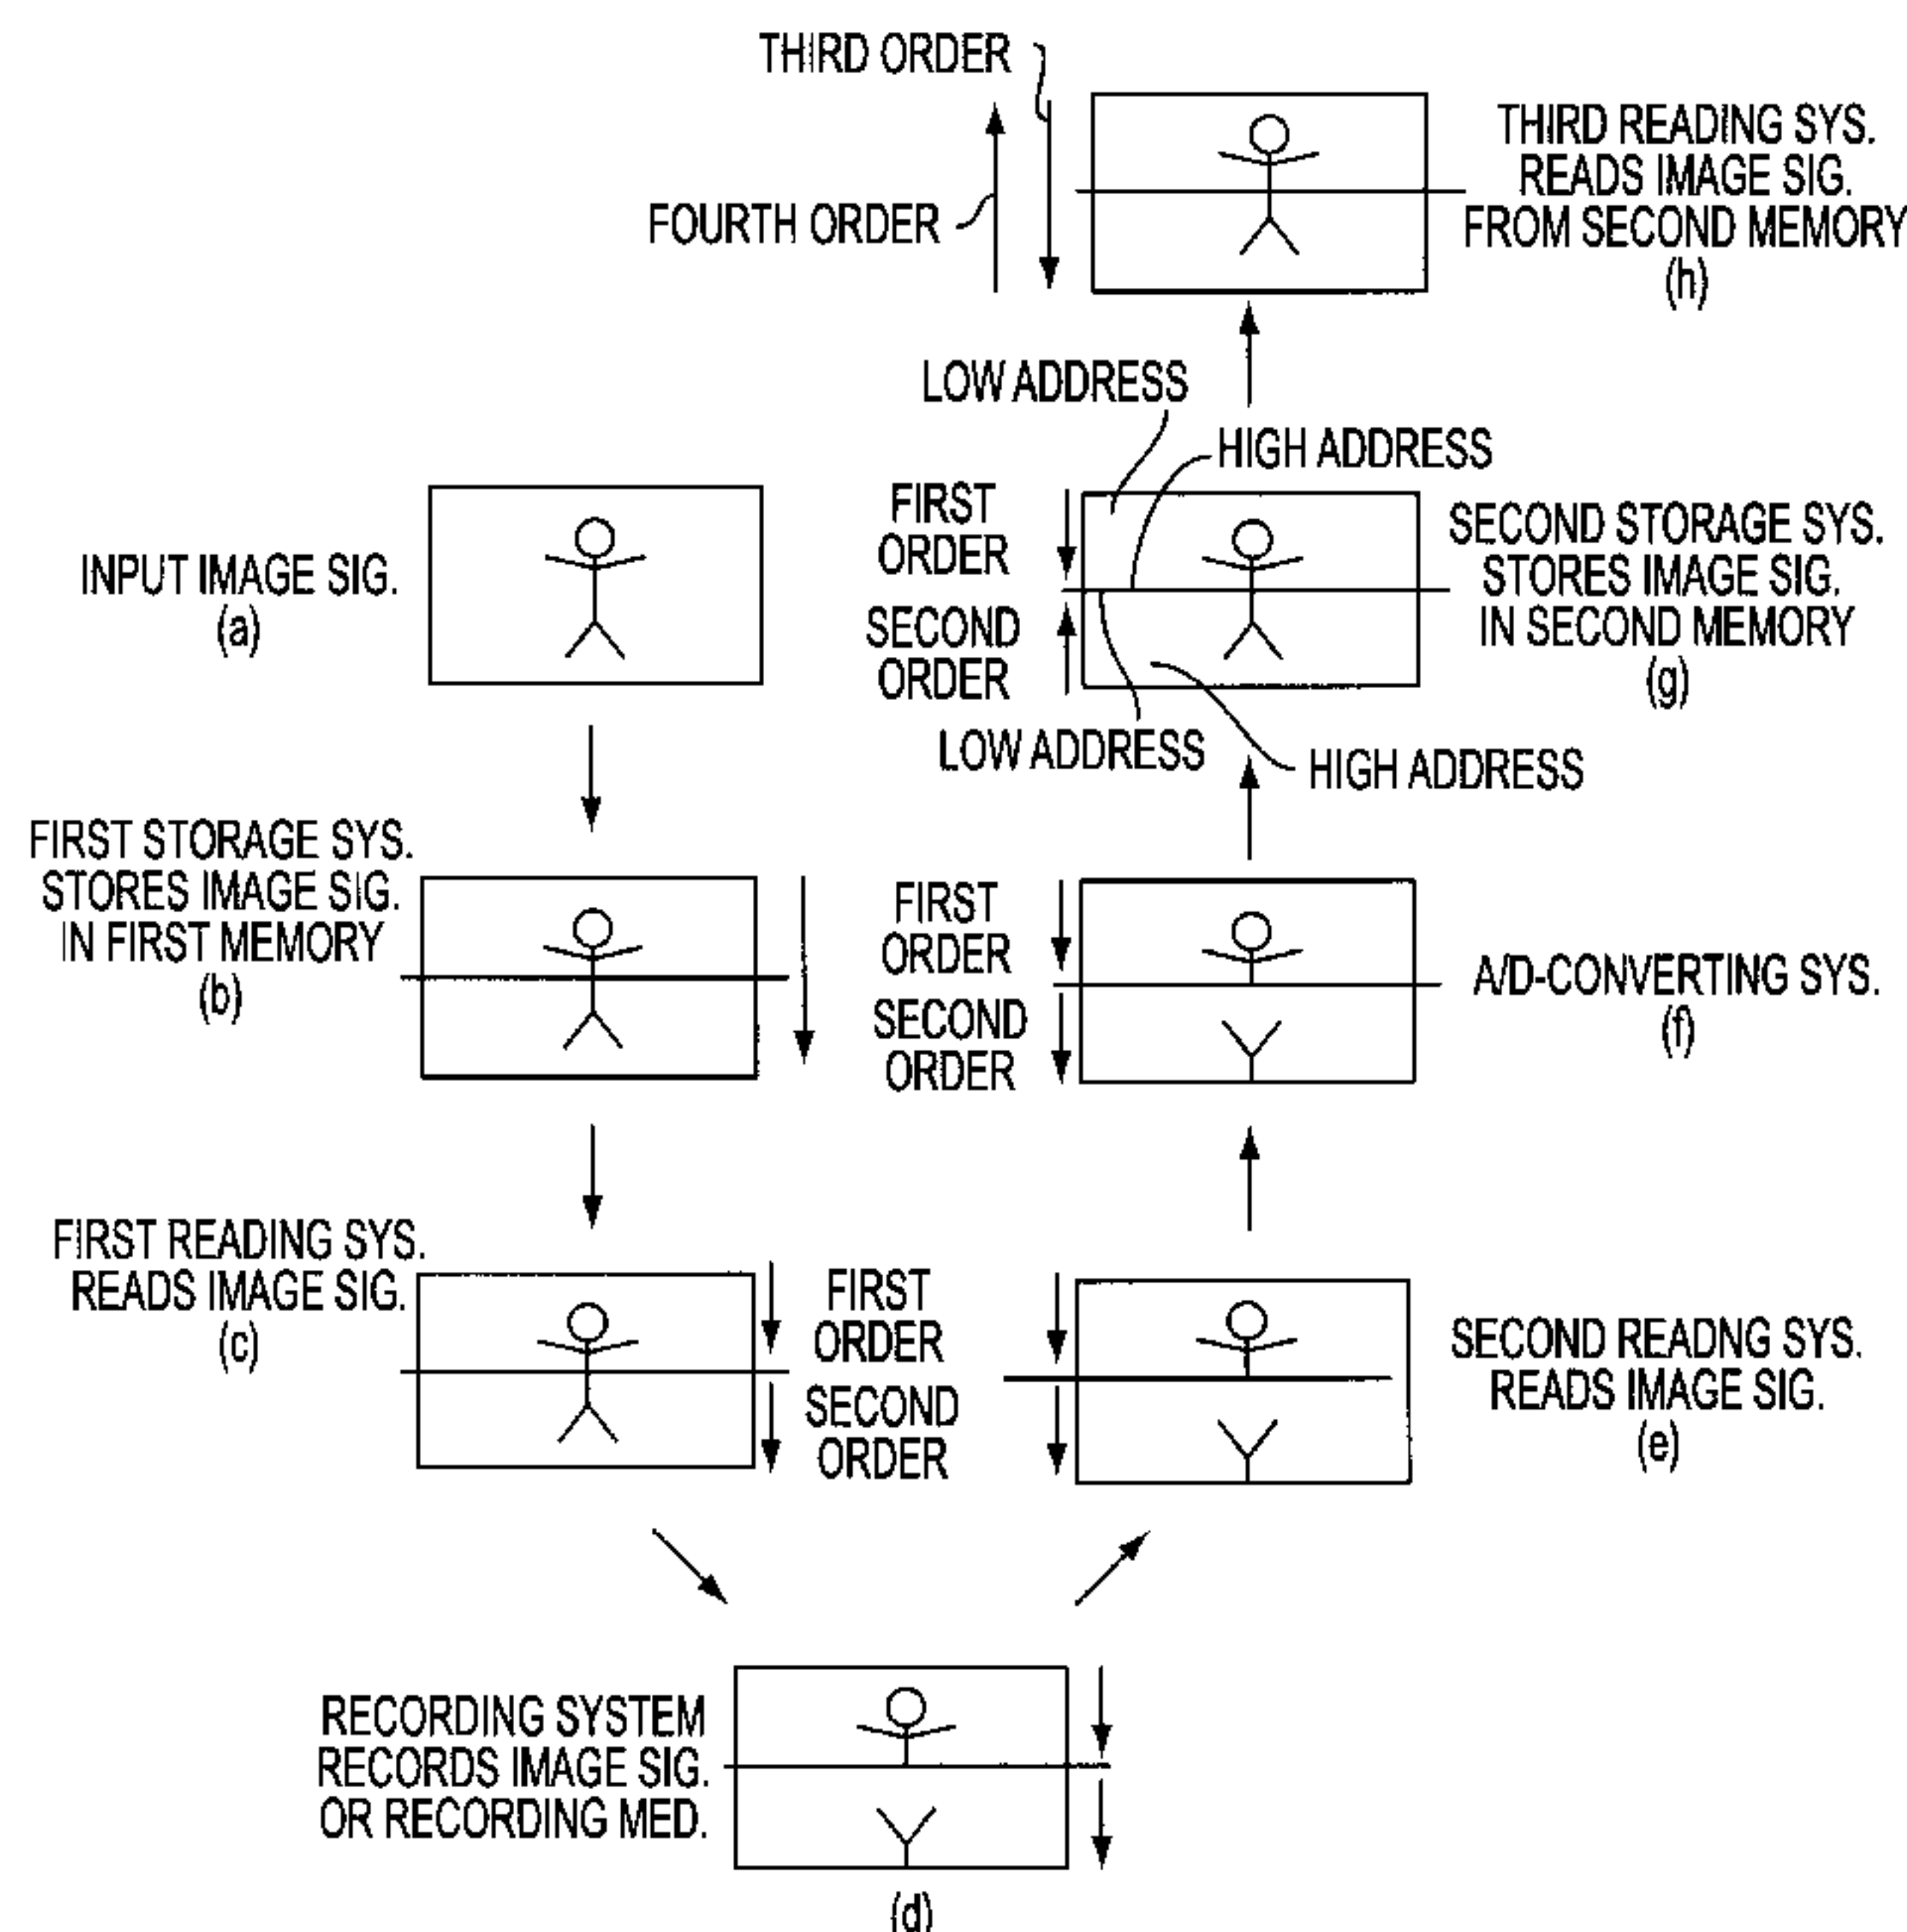 THIRD ORDER
FOURTH ORDER
THIRD READING SYS.
READS IMAGE SIG.
FROM SECOND MEMORY
(h)
LOW ADDRESS
HIGH ADDRESS
INPUT IMAGE SIG.
(a)
FIRST
ORDER
SECOND
ORDER
SECOND STORAGE SYS.
STORES IMAGE SIG.
IN SECOND MEMORY
(g)
LOW ADDRESS
HIGH ADDRESS
FIRST STORAGE SYS.
STORES IMAGE SIG.
IN FIRST MEMORY
(b)
FIRST
ORDER
SECOND
ORDER
A/D-CONVERTING SYS.
(f)
FIRST READING SYS.
READS IMAGE SIG.
(c)
FIRST
ORDER
SECOND
ORDER
SECOND READNG SYS.
READS IMAGE SIG.
(e)
RECORDING SYSTEM
RECORDS IMAGE SIG.
OR RECORDING MED.
(d)